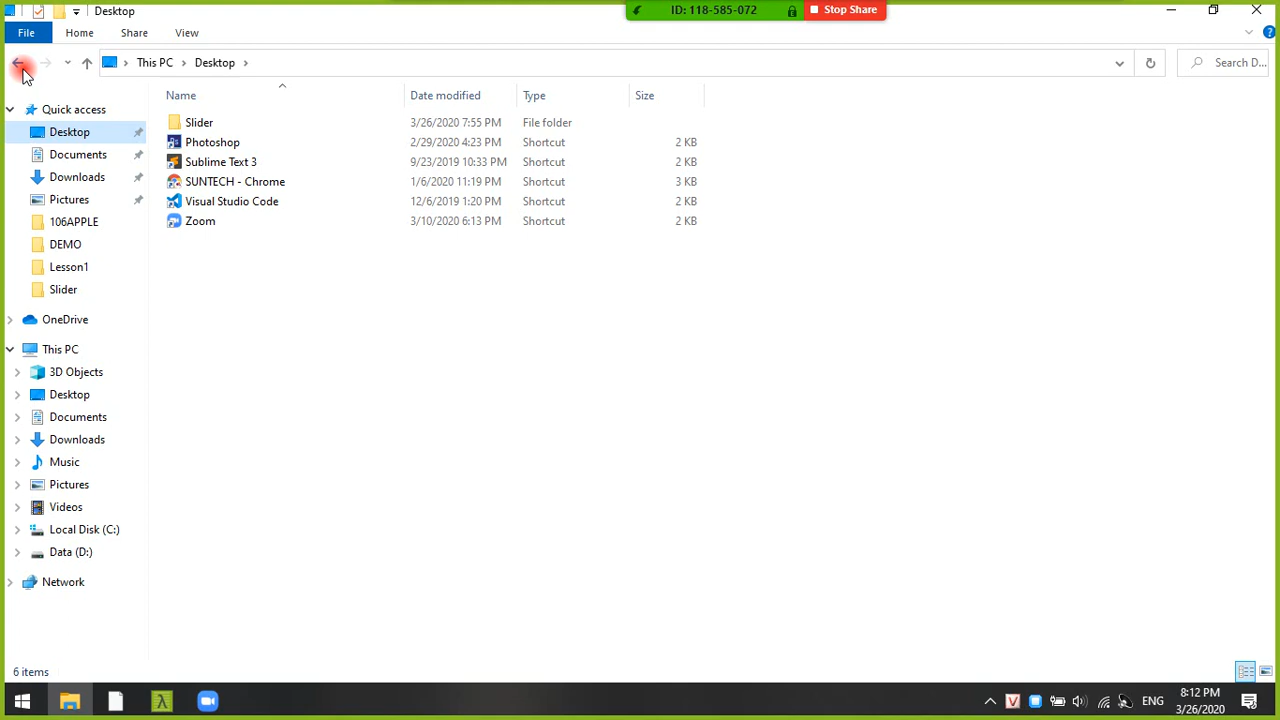 Desktop
ID: 118-585-072
Stop Share
File Home Share View
This PC Desktop
Search D...
Name Date modified Type Size
Slider 3/26/2020 7:55 PM File folder
Photoshop 2/29/2020 4:23 PM Shortcut 2 KB
Sublime Text 3 9/23/2019 10:33 PM Shortcut 2 KB
SUNTECH - Chrome 1/6/2020 11:19 PM Shortcut 3 KB
Visual Studio Code 12/6/2019 1:20 PM Shortcut 2 KB
Zoom 3/10/2020 6:13 PM Shortcut 2 KB
Quick access
Desktop
Documents
Downloads
Pictures
106APPLE
DEMO
Lesson1
Slider
OneDrive
This PC
3D Objects
Desktop
Documents
Downloads
Music
Pictures
Videos
Local Disk (C:)
Data (D:)
Network
6 items
ENG
8:12 PM
3/26/2020